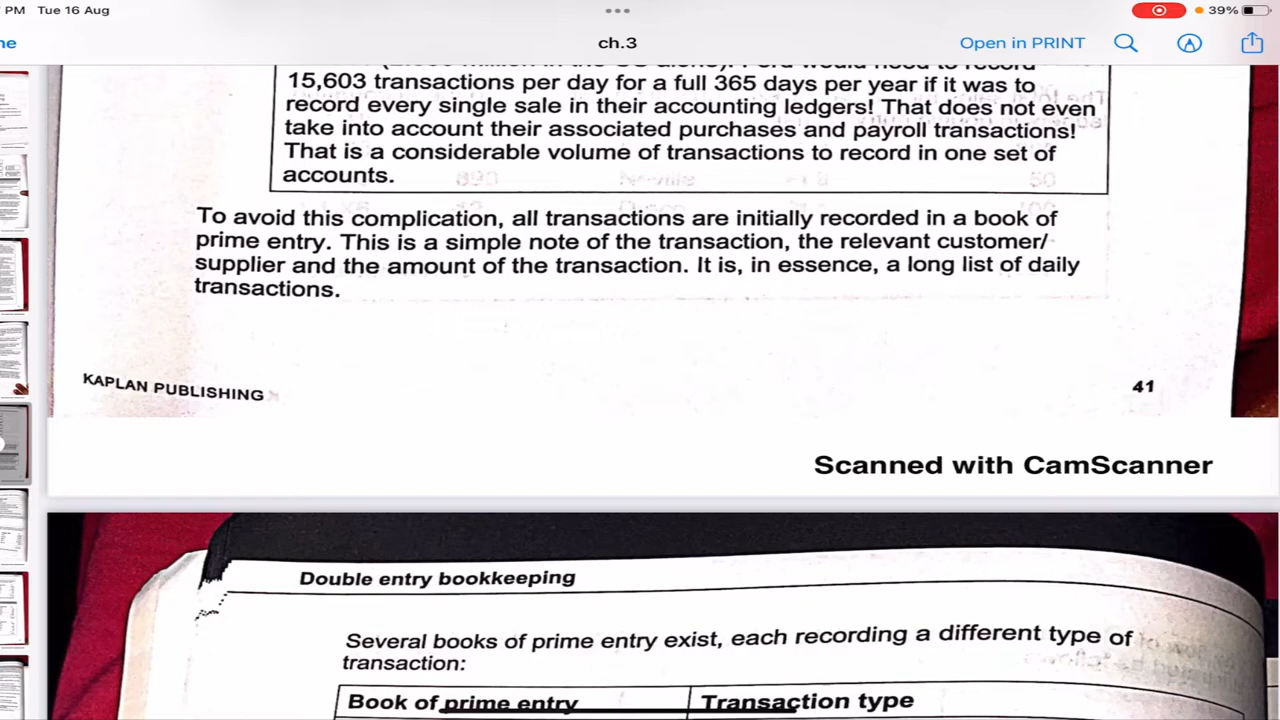 PM Tue 16 Aug
39%
ne
ch.3
Open in PRINT
15,603 transactions per day for a full 365 days per year if it was to
record every single sale in their accounting ledgers! That does not even
take into account their associated purchases and payroll transactions!
That is a considerable volume of transactions to record in one set of
accounts.
To avoid this complication, all transactions are initially recorded in a book of
prime entry. This is a simple note of the transaction, the relevant customer/
supplier and the amount of the transaction. It is, in essence, a long list of daily
transactions.
KAPLAN PUBLISHING
41
Scanned with CamScanner
Double entry bookkeeping
Several books of prime entry exist, each recording a different type of
transaction:
Book of prime entry
Transaction type